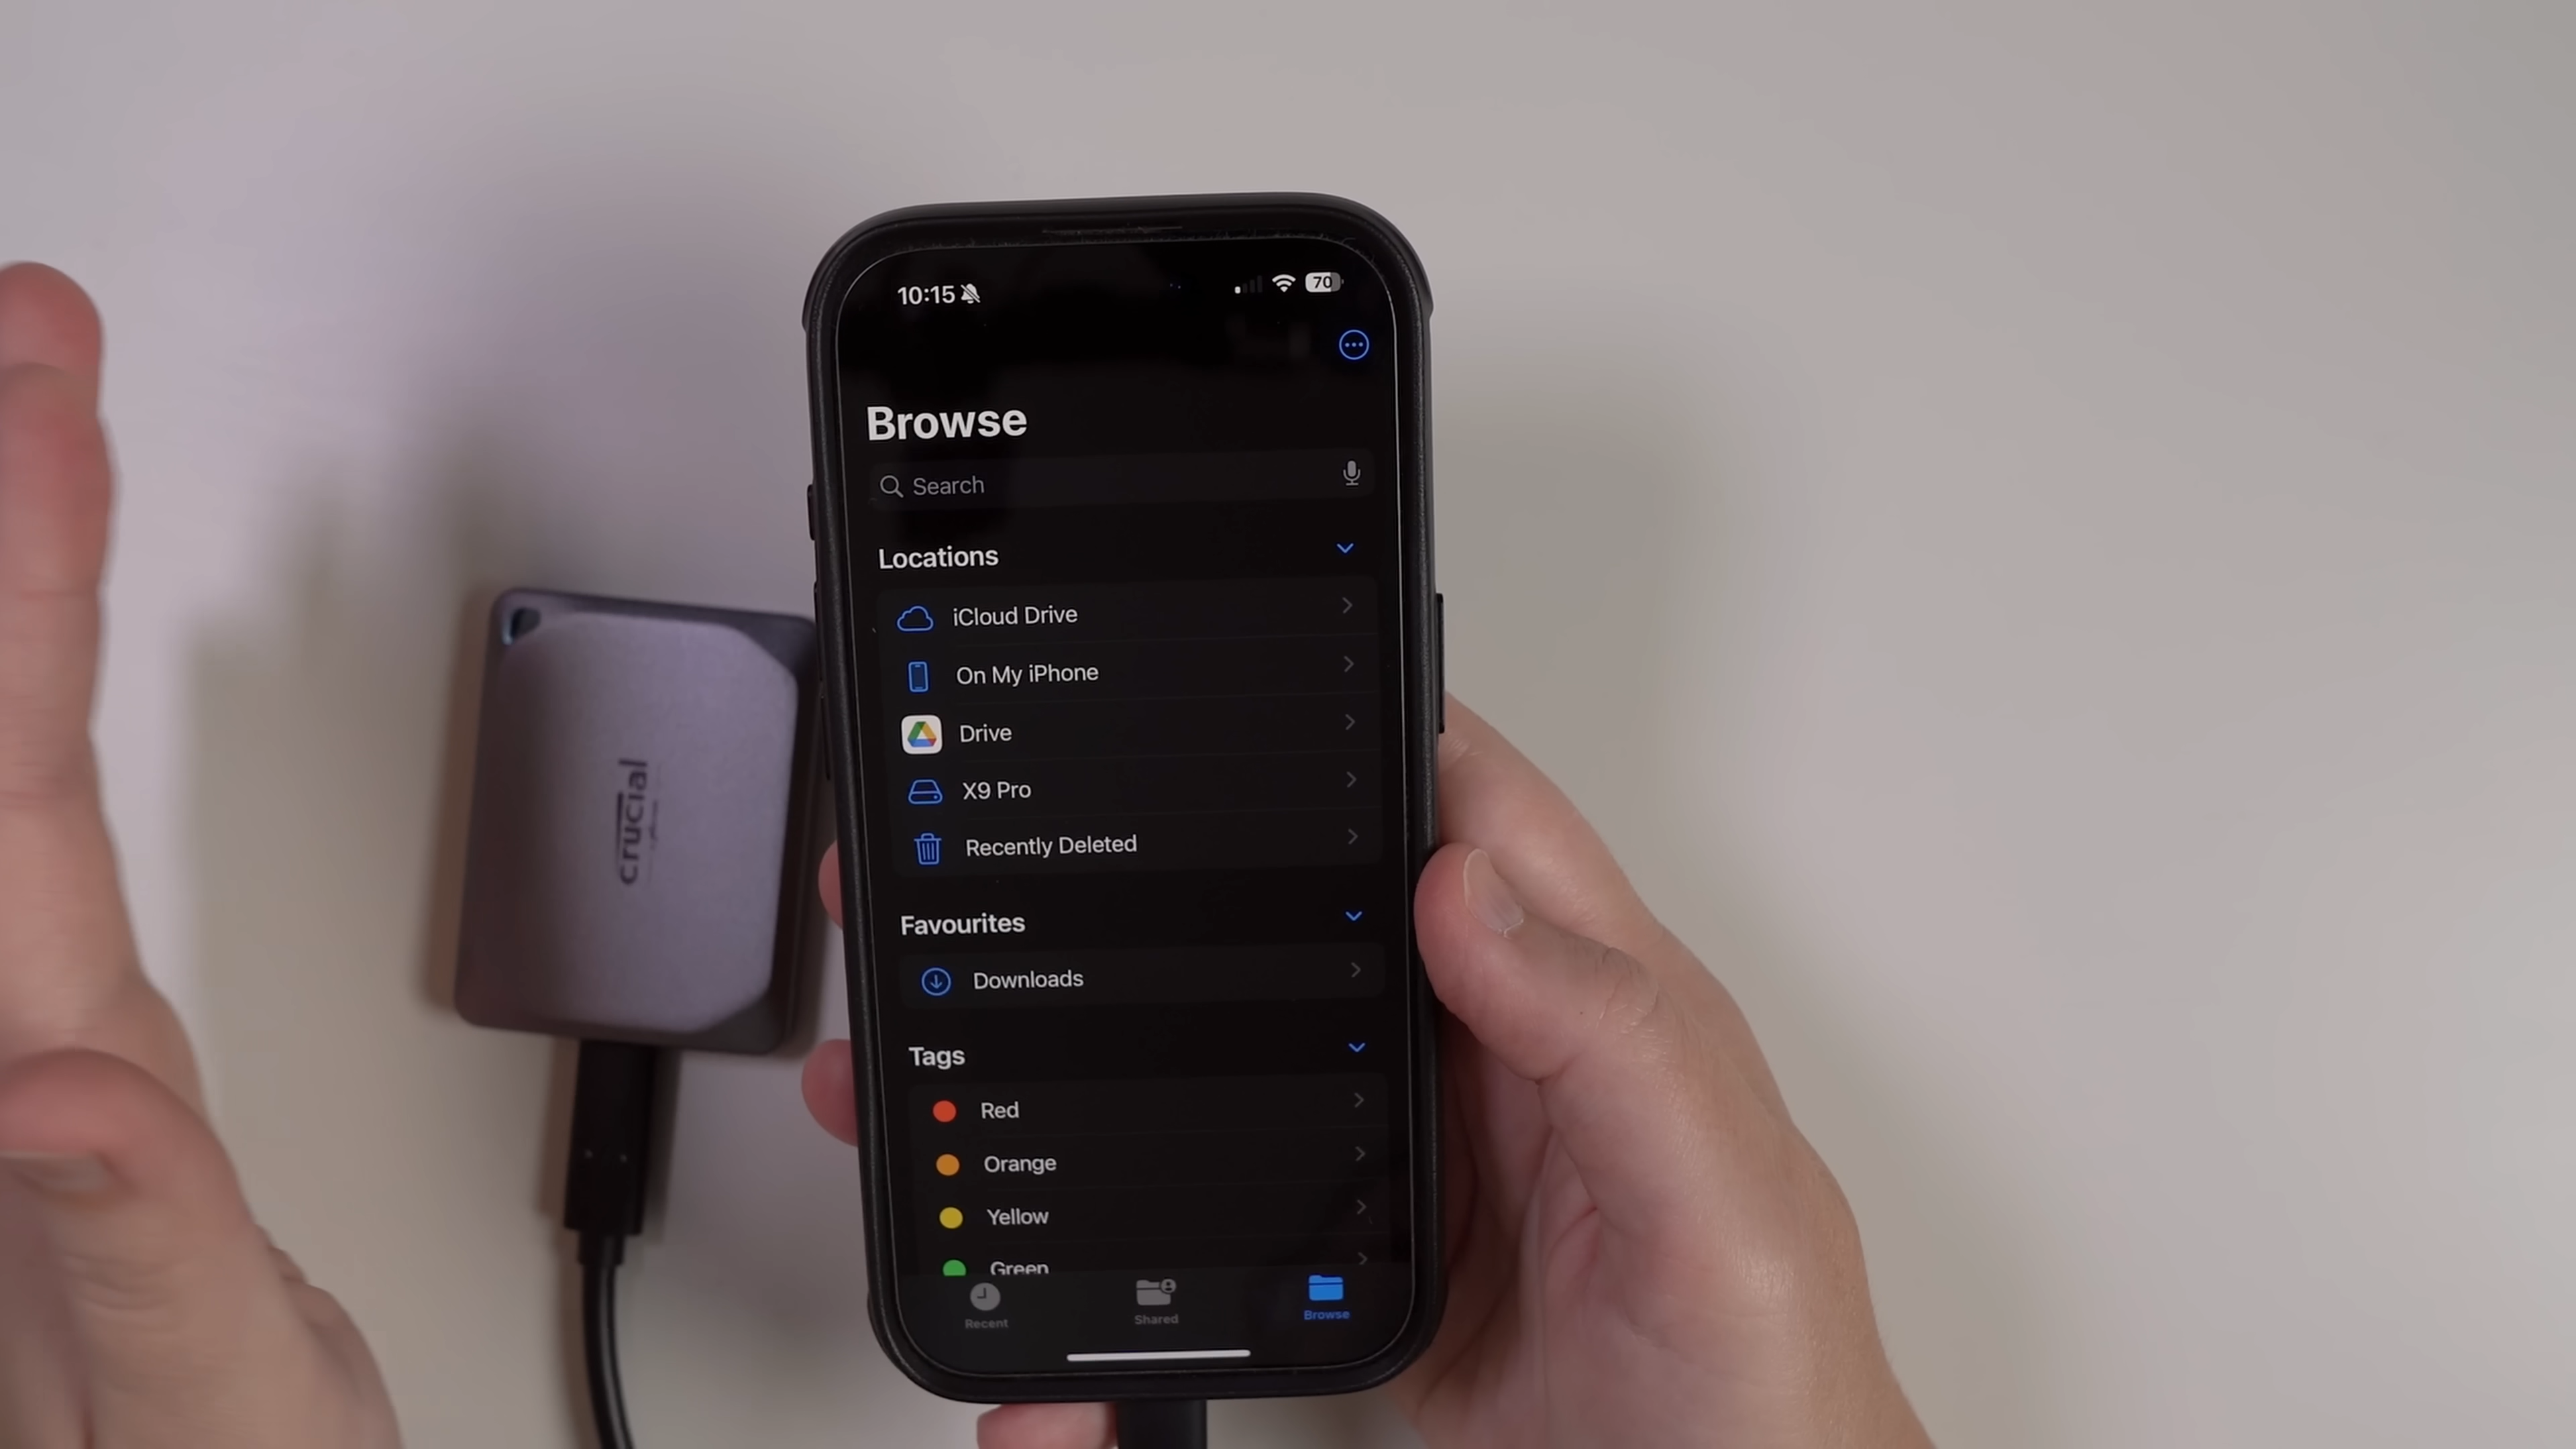 10:15
70
Browse
Search
Locations
iCloud Drive
On My iPhone
Drive
X9 Pro
Recently Deleted
Favourites
Downloads
Tags
Red
Orange
Yellow
Green
Recent
Shared
Browse
crucial